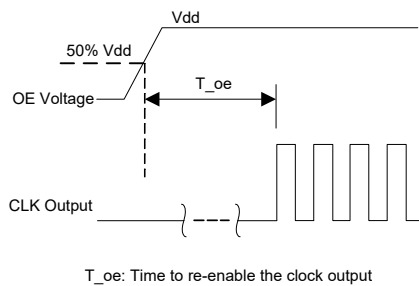 Vdd
50% Vdd
T_oe
OE Voltage
CLK Output
T_oe: Time to re-enable the clock output